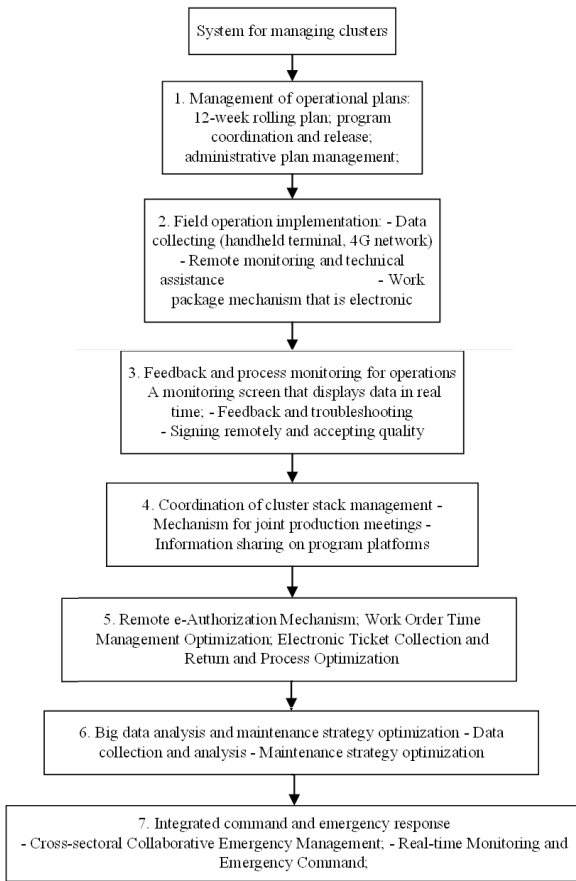 System for managing clusters
1. Management of operational plans:
12-week rolling plan; program
coordination and release;
administrative plan management;
2. Field operation implementation: - Data
collecting (handheld terminal, 4G network)
- Remote monitoring and technical
assistance - Work
package mechanism that is electronic
3. Feedback and process monitoring for operations
A monitoring screen that displays data in real
time; - Feedback and troubleshooting
- Signing remotely and accepting quality
4. Coordination of cluster stack management -
Mechanism for joint production meetings -
Information sharing on program platforms
5. Remote e-Authorization Mechanism; Work Order Time
Management Optimization; Electronic Ticket Collection and
Return and Process Optimization
6. Big data analysis and maintenance strategy optimization - Data
collection and analysis - Maintenance strategy optimization
7. Integrated command and emergency response
- Cross-sectoral Collaborative Emergency Management; - Real-time Monitoring and
Emergency Command;